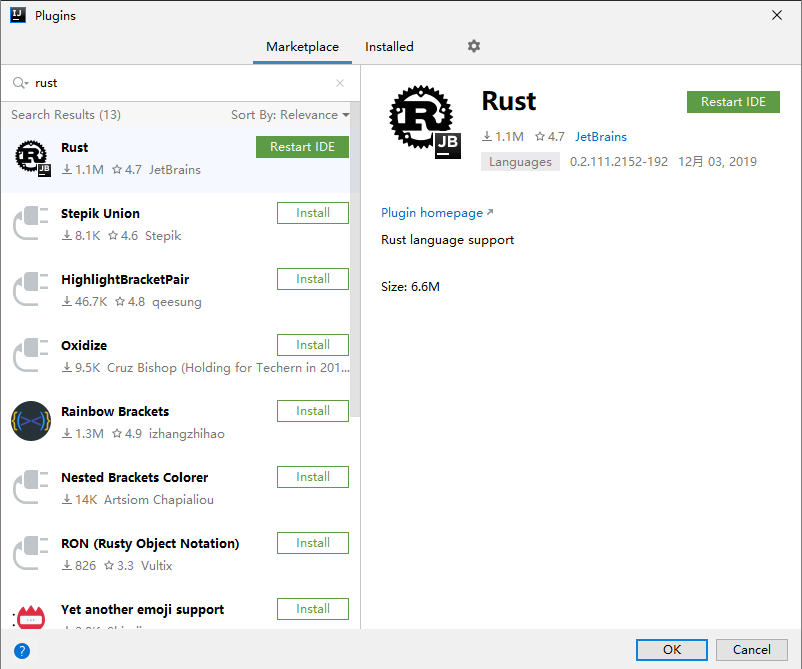 Plugins
Marketplace Installed
rust
Search Results (13) Sort By: Relevance
Rust Restart IDE
1.1M 4.7 JetBrains
Stepik Union Install
8.1K 4.6 Stepik
HighlightBracketPair Install
46.7K 4.8 qeesung
Oxidize Install
9.5K Cruz Bishop (Holding for Techern in 201...
Rainbow Brackets Install
1.3M 4.9 izhangzhihao
Nested Brackets Colorer Install
14K Artsiom Chapialiou
RON (Rusty Object Notation) Install
826 3.3 Vultix
Yet another emoji support Install
Rust Restart IDE
1.1M 4.7 JetBrains
Languages 0.2.111.2152-192 12月 03, 2019
Plugin homepage
Rust language support
Size: 6.6M
? OK Cancel